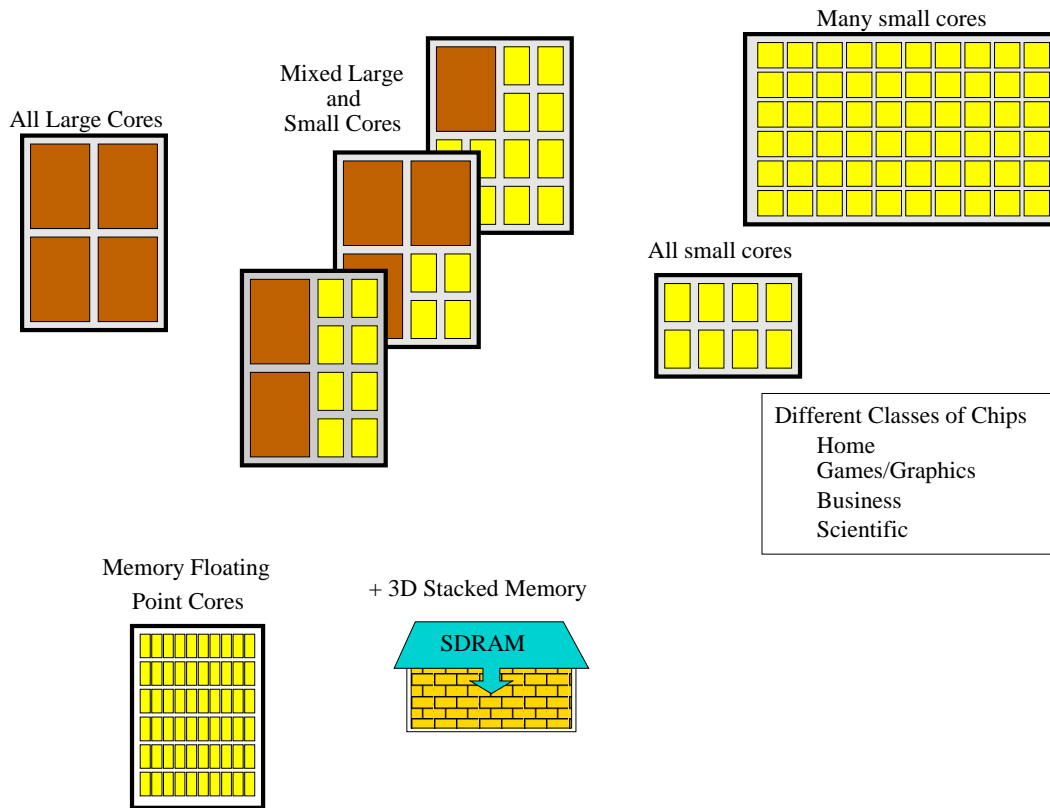 Many small cores
Mixed Large
and
Small Cores
All Large Cores
All small cores
Different Classes of Chips
Home
Games/Graphics
Business
Scientific
Memory Floating
Point Cores
+ 3D Stacked Memory
SDRAM